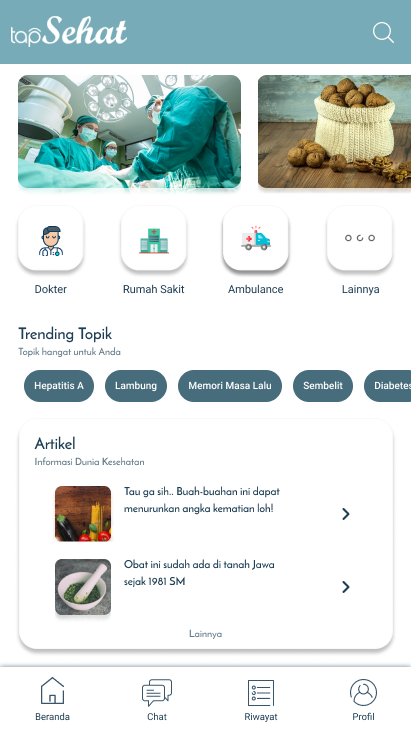 tapSehat
Dokter
Rumah Sakit
Ambulance
Lainnya
Trending Topik
Topik hangat untuk Anda
Hepatitis A
Lambung
Memori Masa Lalu
Sembelit
Diabetes
Artikel
Informasi Dunia Kesehatan
Tau ga sih.. Buah-buahan ini dapat
menurunkan angka kematian loh!
Obat ini sudah ada di tanah Jawa
sejak 1981 SM
Lainnya
Beranda
Chat
Riwayat
Profil